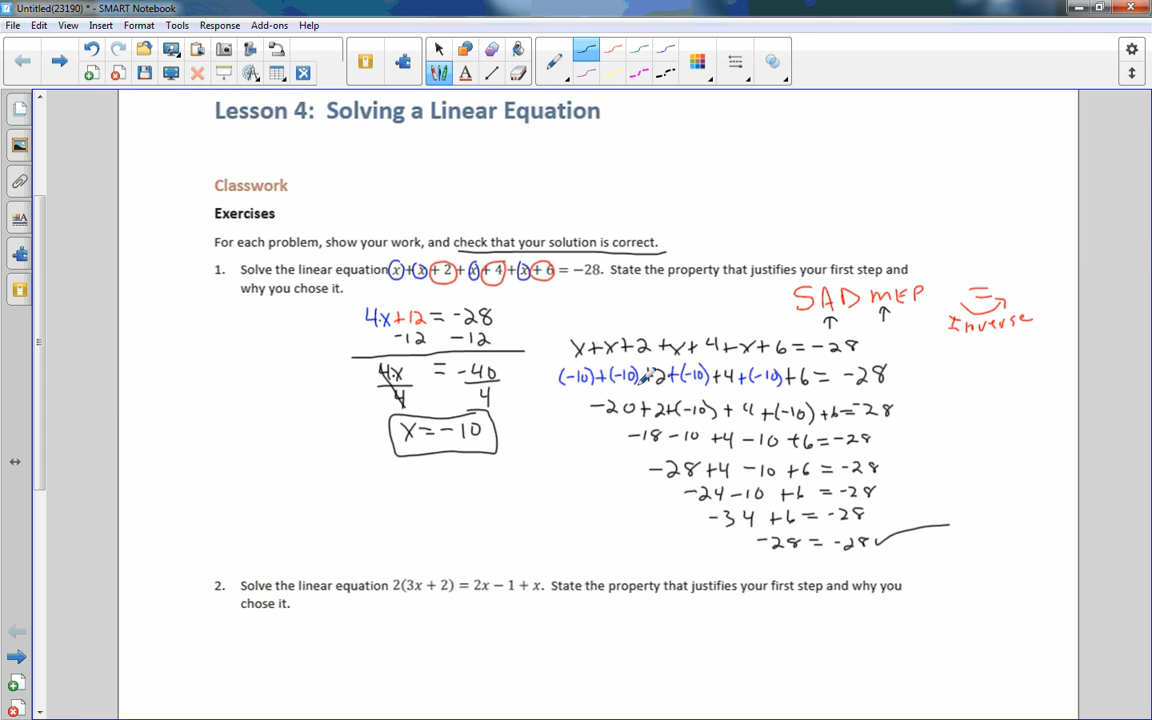 Untitled(23190) * - SMART Notebook
File Edit View Insert Format Tools Response Add-ons Help
Lesson 4: Solving a Linear Equation
Classwork
Exercises
For each problem, show your work, and check that your solution is correct.
1. Solve the linear equation x + x + 2 + x + 4 + x + 6 = −28. State the property that justifies your first step and
why you chose it.
SADMEP
=
Inverse
4·x+12 = -28
-12 -12
4x = -40
4 4
x = -10
x+x+2+x+4+x+6=-28
(-10)+(-10)+2+(-10)+4+(-10)+6= -28
-20+2+(-10)+4+(-10)+6=-28
-18-10+4-10+6=-28
-28+4-10+6=-28
-24-10+6=-28
-34+6=-28
-28=-28✓
2. Solve the linear equation 2(3x + 2) = 2x − 1 + x. State the property that justifies your first step and why you
chose it.